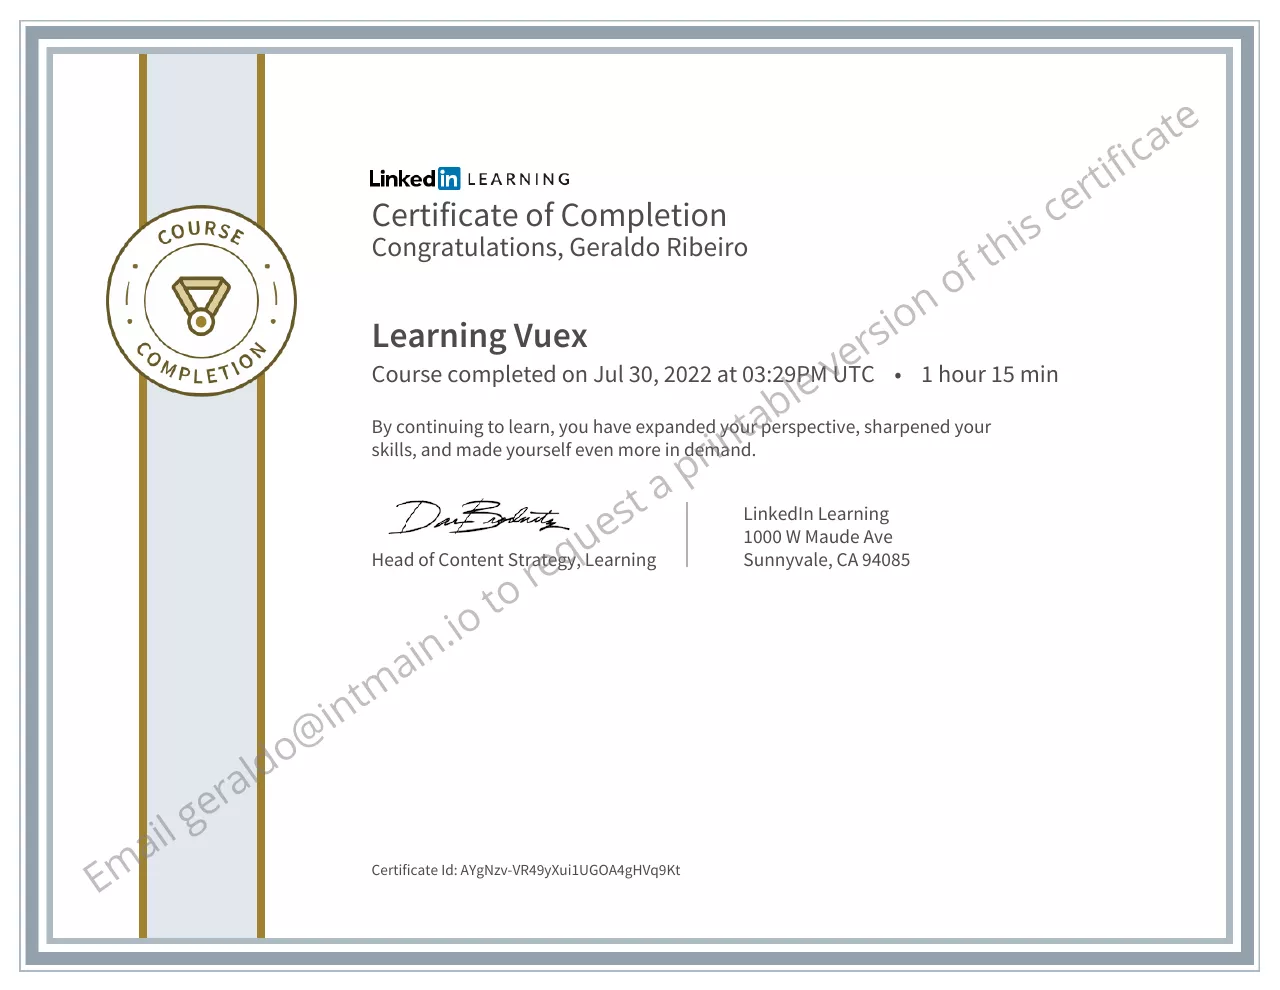 COURSE
COMPLETION
Linkedin LEARNING
Certificate of Completion
Congratulations, Geraldo Ribeiro
Learning Vuex
Course completed on Jul 30, 2022 at 03:29PM UTC • 1 hour 15 min
By continuing to learn, you have expanded your perspective, sharpened your
skills, and made yourself even more in demand.
Dan Brodnitz
Head of Content Strategy, Learning
LinkedIn Learning
1000 W Maude Ave
Sunnyvale, CA 94085
Certificate Id: AYgNzv-VR49yXui1UGOA4gHVq9Kt
Email geraldo@intmain.io to request a printable version of this certificate